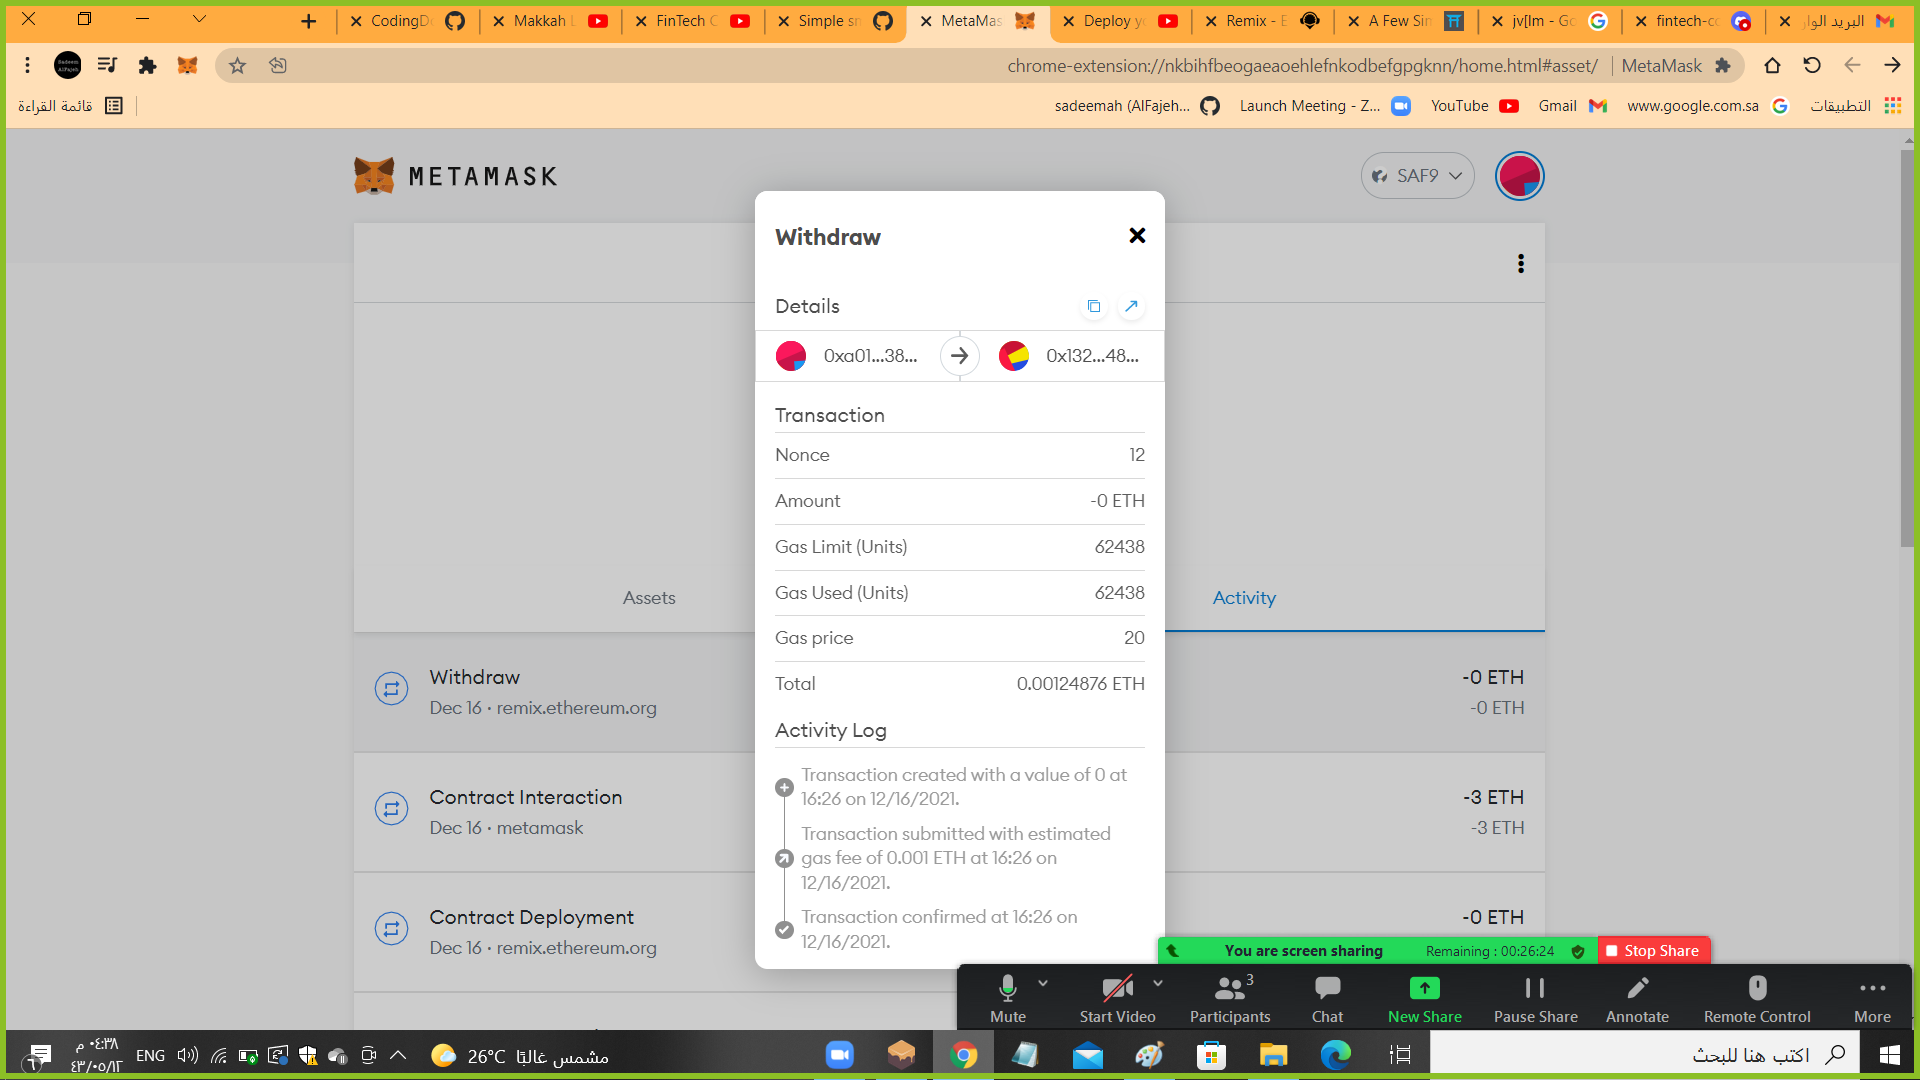 CodingDo
Makkah L
FinTech C
Simple sm
MetaMas
Deploy yo
Remix - E
A Few Sim
jv[lm - Go
fintech-co
البريد الوار
chrome-extension://nkbihfbeogaeaoehlefnkodbefgpgknn/home.html#asset/
MetaMask
قائمة القراءة
sadeemah (AlFajeh...
Launch Meeting - Z...
YouTube
Gmail
www.google.com.sa
التطبيقات
METAMASK
SAF9
Withdraw
Details
0xa01...38...
0x132...48...
Transaction
Nonce 12
Amount -0 ETH
Gas Limit (Units) 62438
Gas Used (Units) 62438
Gas price 20
Total 0.00124876 ETH
Activity Log
Transaction created with a value of 0 at
16:26 on 12/16/2021.
Transaction submitted with estimated
gas fee of 0.001 ETH at 16:26 on
12/16/2021.
Transaction confirmed at 16:26 on
12/16/2021.
Assets
Activity
Withdraw
-0 ETH
Dec 16 · remix.ethereum.org
-0 ETH
Contract Interaction
-3 ETH
Dec 16 · metamask
-3 ETH
Contract Deployment
-0 ETH
Dec 16 · remix.ethereum.org
You are screen sharing
Remaining : 00:26:24
Stop Share
3
Mute
Start Video
Participants
Chat
New Share
Pause Share
Annotate
Remote Control
More
٠٤:٣٨ م
٤٣/٠٥/١٢
ENG
26°C
مشمس غالبًا
اكتب هنا للبحث